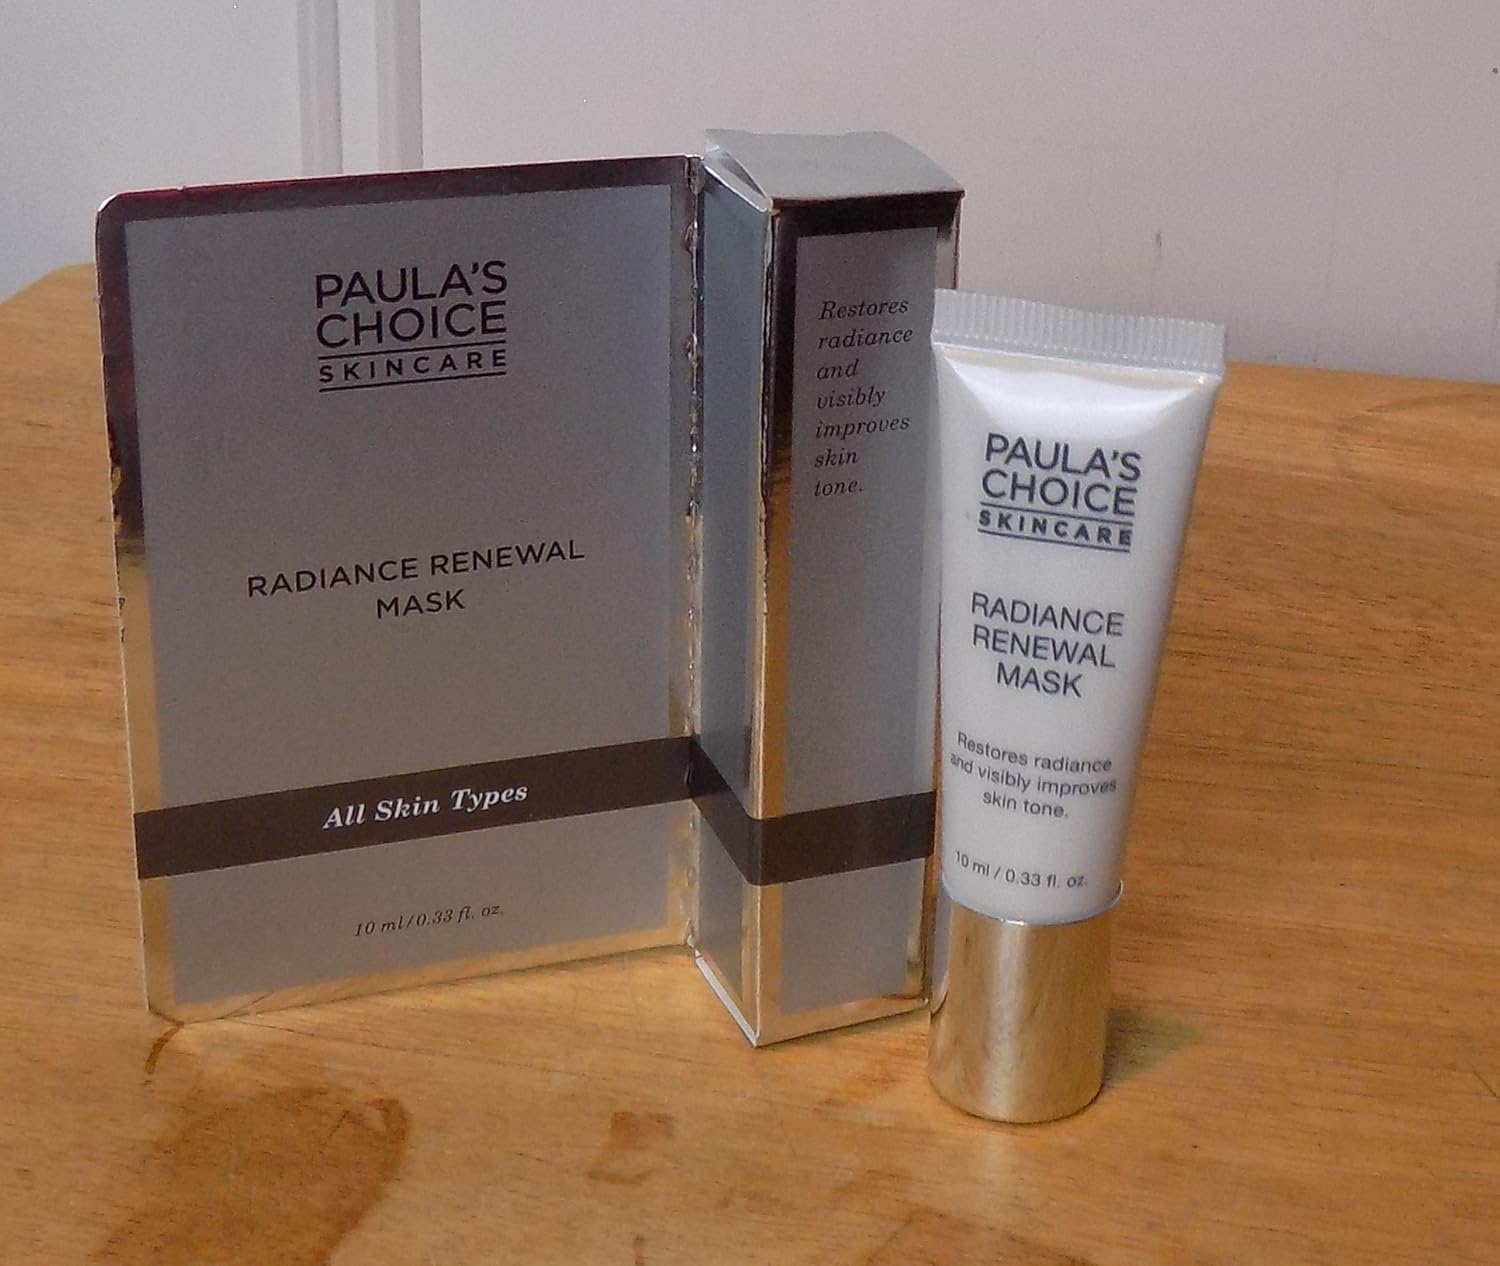 PAULA'S
CHOICE
SKINCARE
RADIANCE RENEWAL
MASK
All Skin Types
10 ml/0.33 fl. oz.
Restores
radiance
and
visibly
improves
skin
tone.
PAULA'S
CHOICE
SKINCARE
RADIANCE
RENEWAL
MASK
Restores radiance
and visibly improves
skin tone.
10 ml / 0.33 fl. oz.